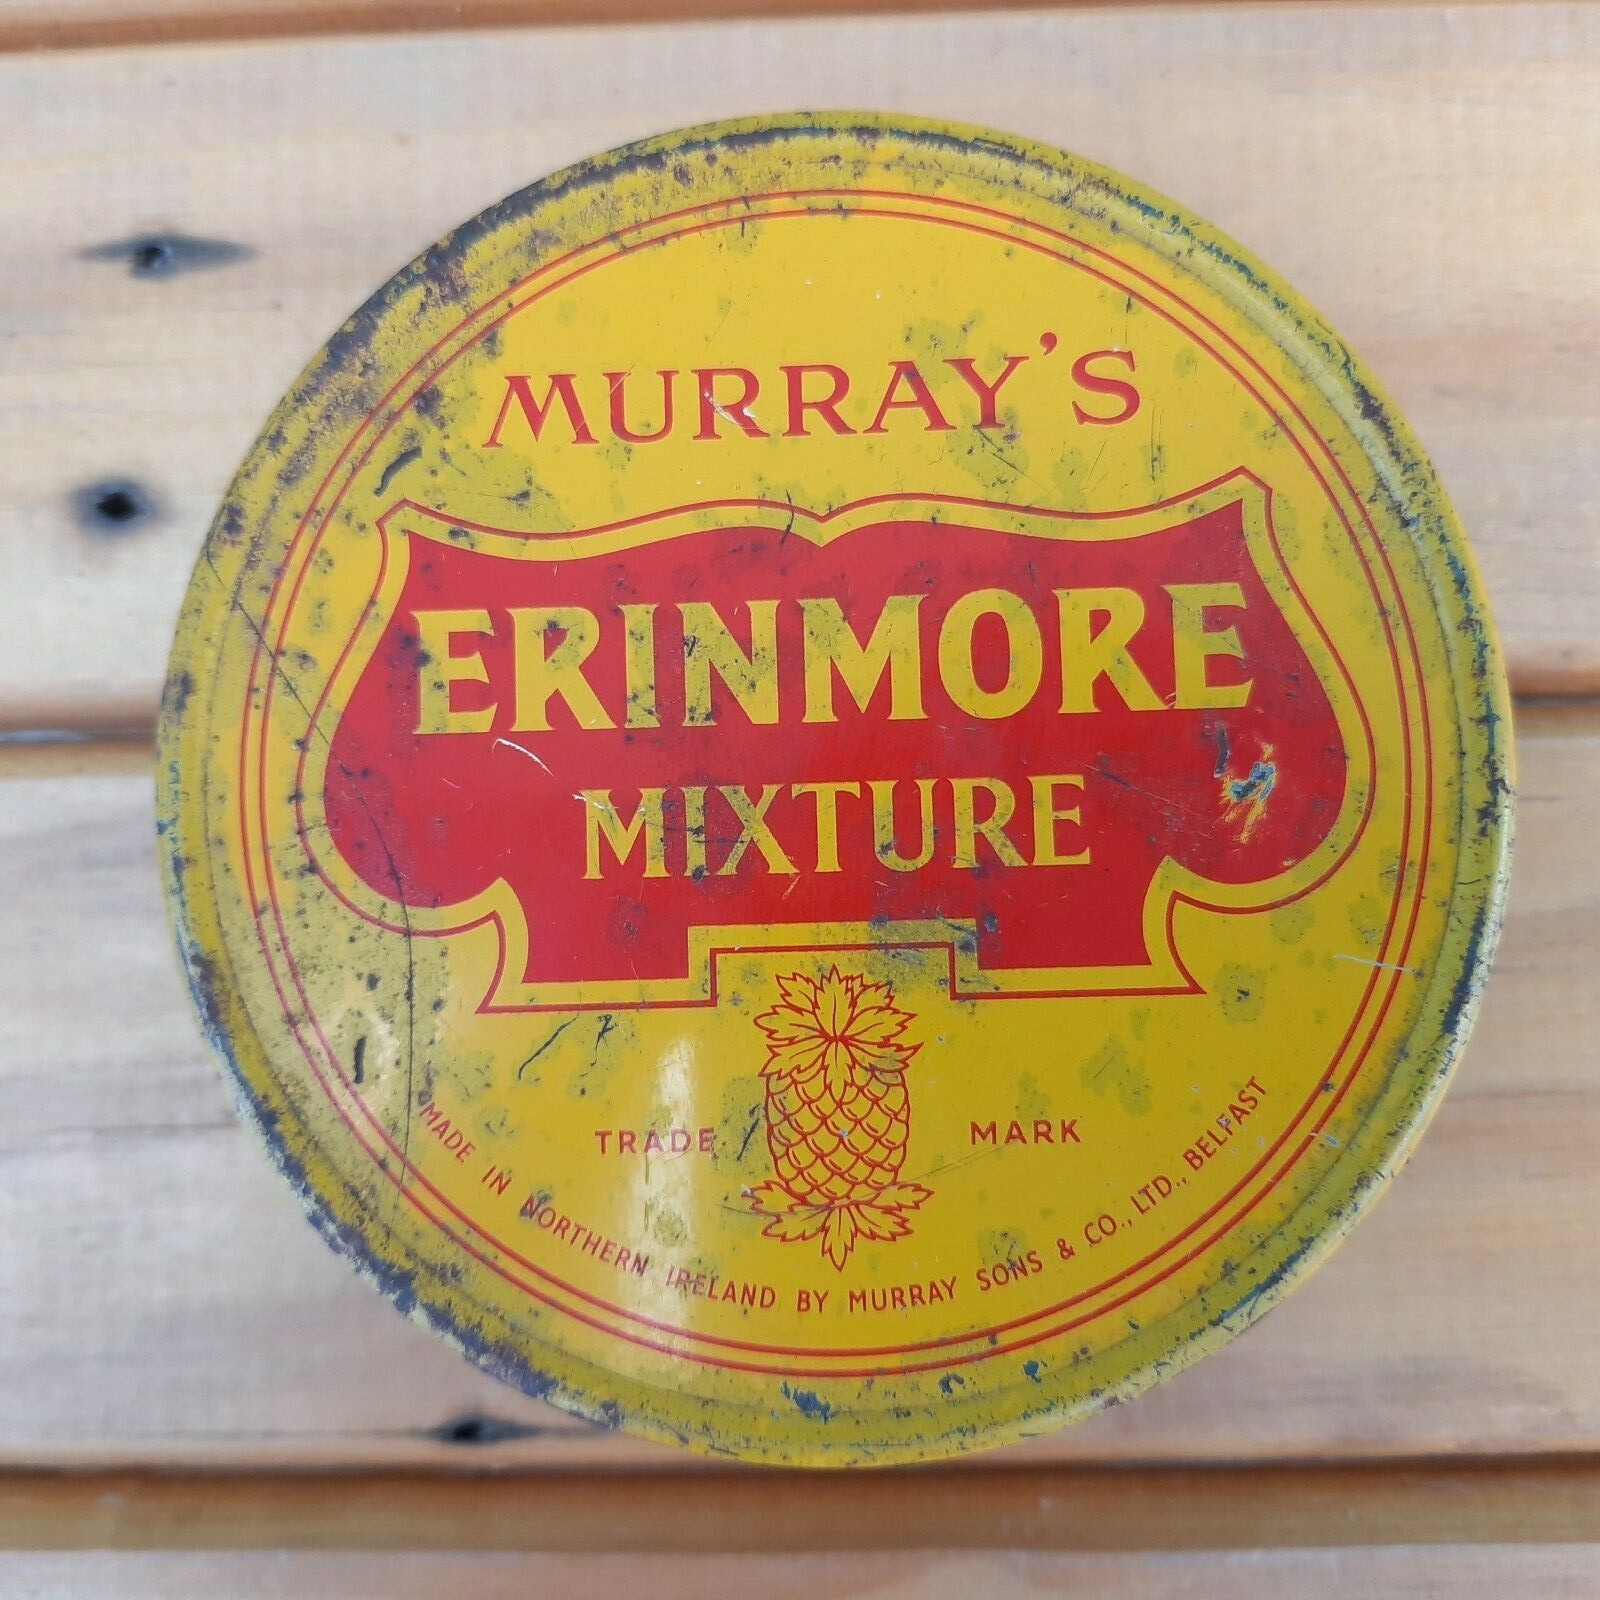 MURRAY'S
ERINMORE
MIXTURE
TRADE MARK
MADE IN NORTHERN IRELAND BY MURRAY SONS & CO., LTD., BELFAST